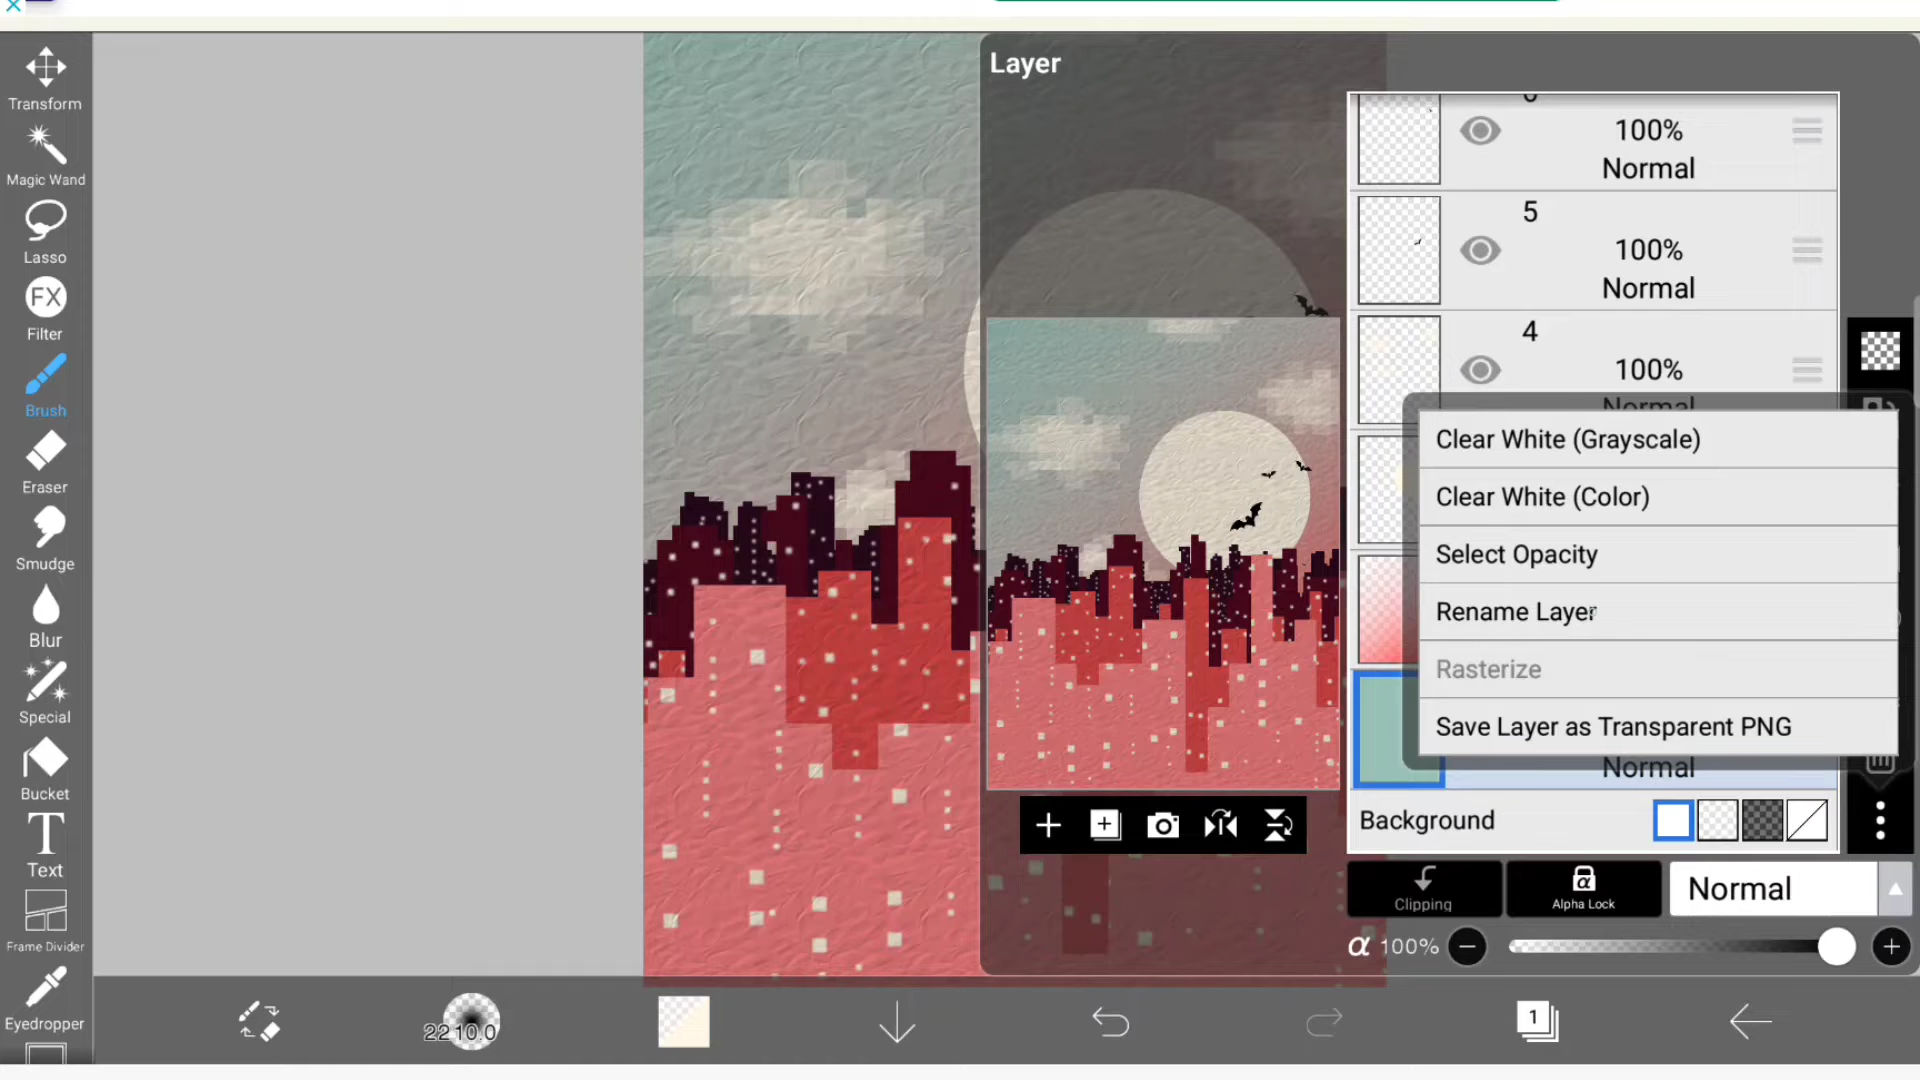 Layer
Transform
Magic Wand
Lasso
FX
Filter
Brush
Eraser
Smudge
Blur
Special
Bucket
T
Text
Frame Divider
Eyedropper
100%
Normal
5
100%
Normal
4
100%
Normal
Clear White (Grayscale)
Clear White (Color)
Select Opacity
Rename Layer
Rasterize
Save Layer as Transparent PNG
Normal
Background
Clipping
α
Alpha Lock
Normal
α 100%
22 10.0
1